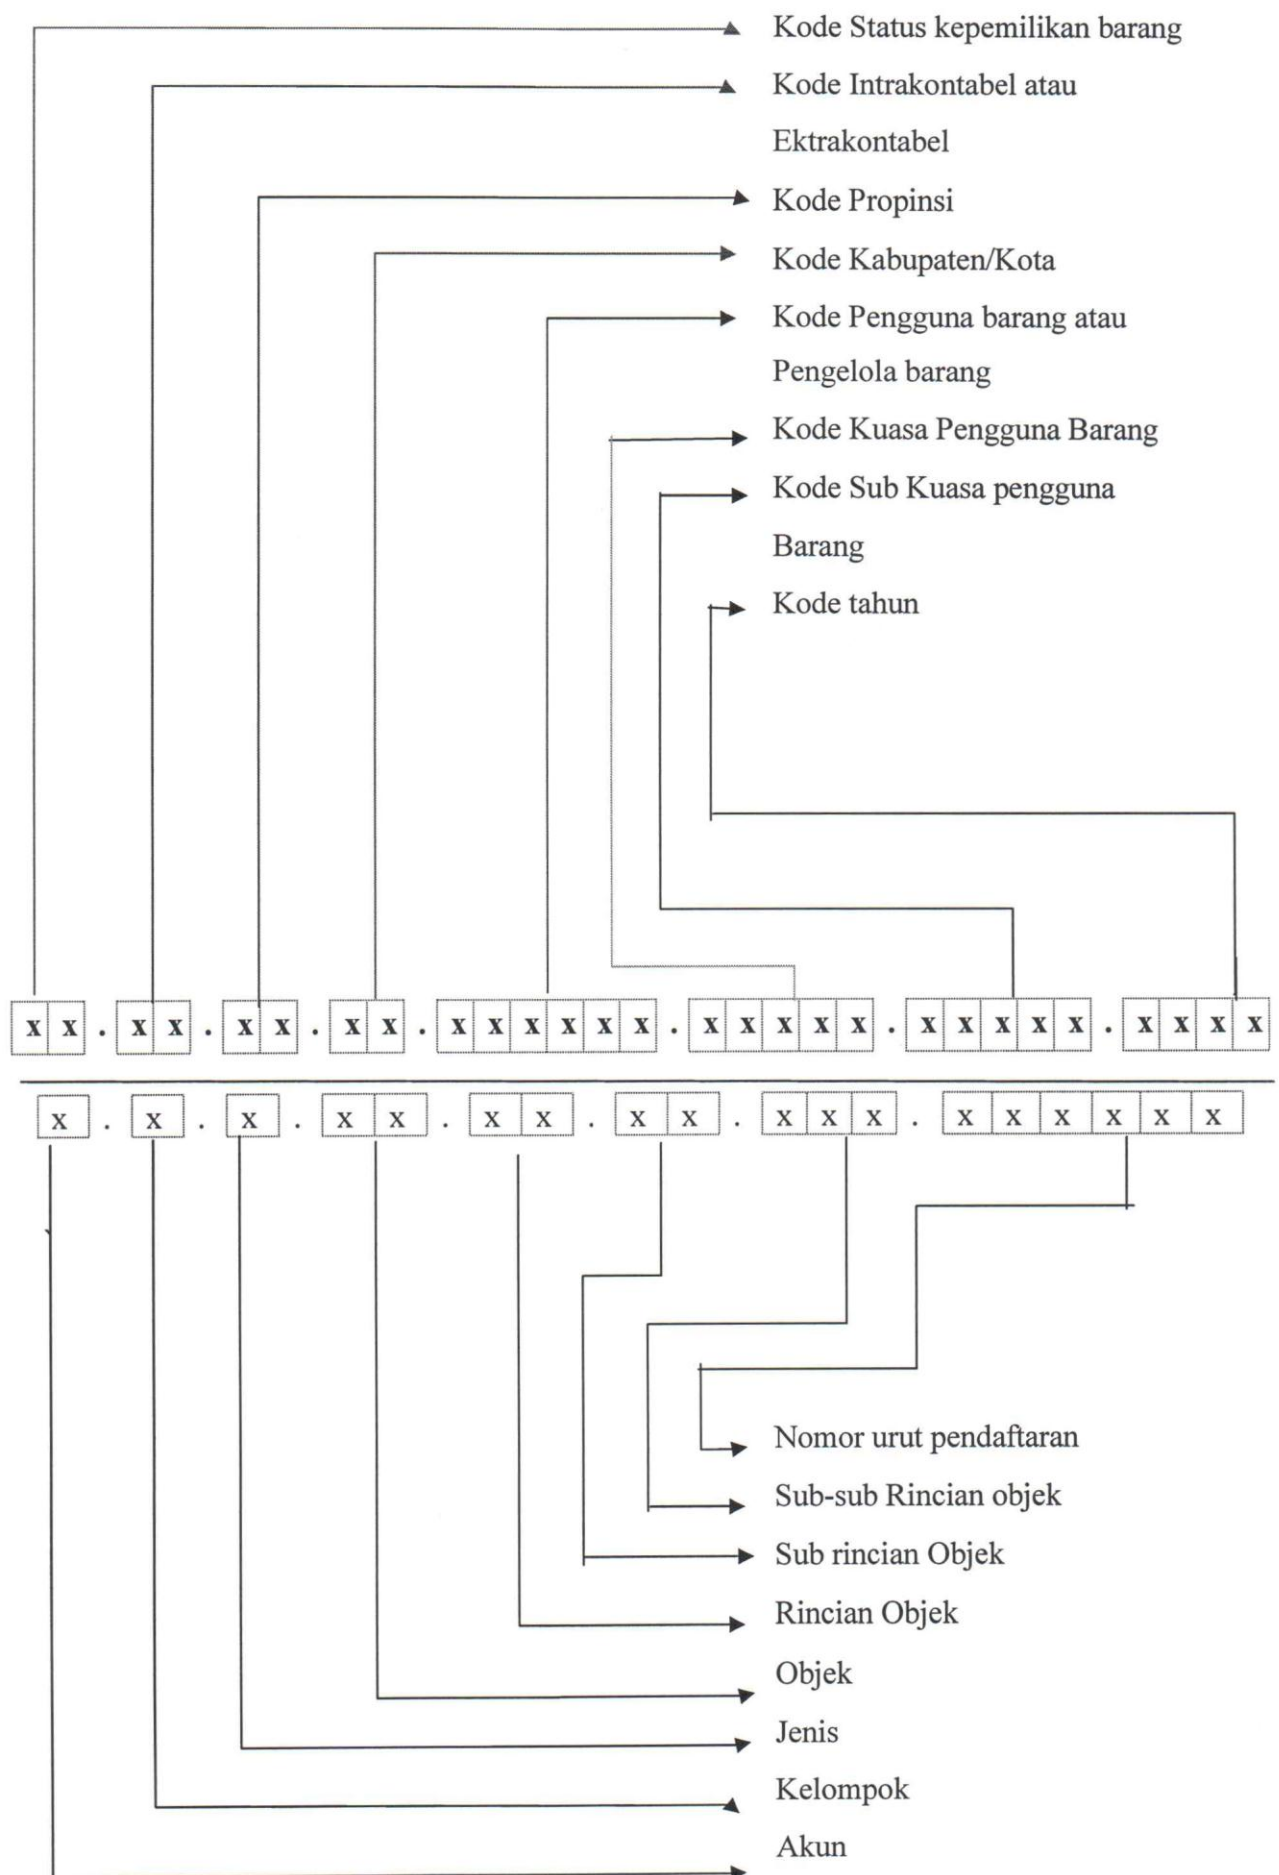 Kode Status kepemilikan barang
Kode Intrakontabel atau
Ektrakontabel
Kode Propinsi
Kode Kabupaten/Kota
Kode Pengguna barang atau
Pengelola barang
Kode Kuasa Pengguna Barang
Kode Sub Kuasa pengguna
Barang
Kode tahun
x x . x x . x x . x x . x x x x x x . x x x x x . x x x x x . x x x x
x . x . x . x x . x x . x x . x x x . x x x x x x
Nomor urut pendaftaran
Sub-sub Rincian objek
Sub rincian Objek
Rincian Objek
Objek
Jenis
Kelompok
Akun